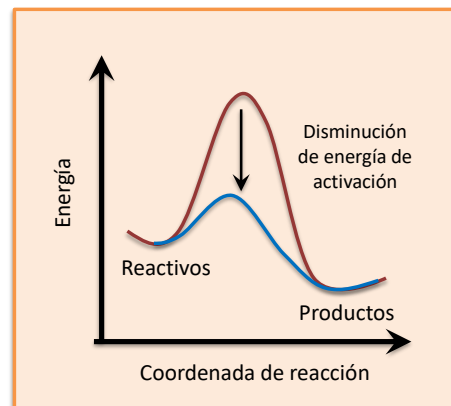 Energía
Disminución
de energía de
activación
Reactivos
Productos
Coordenada de reacción